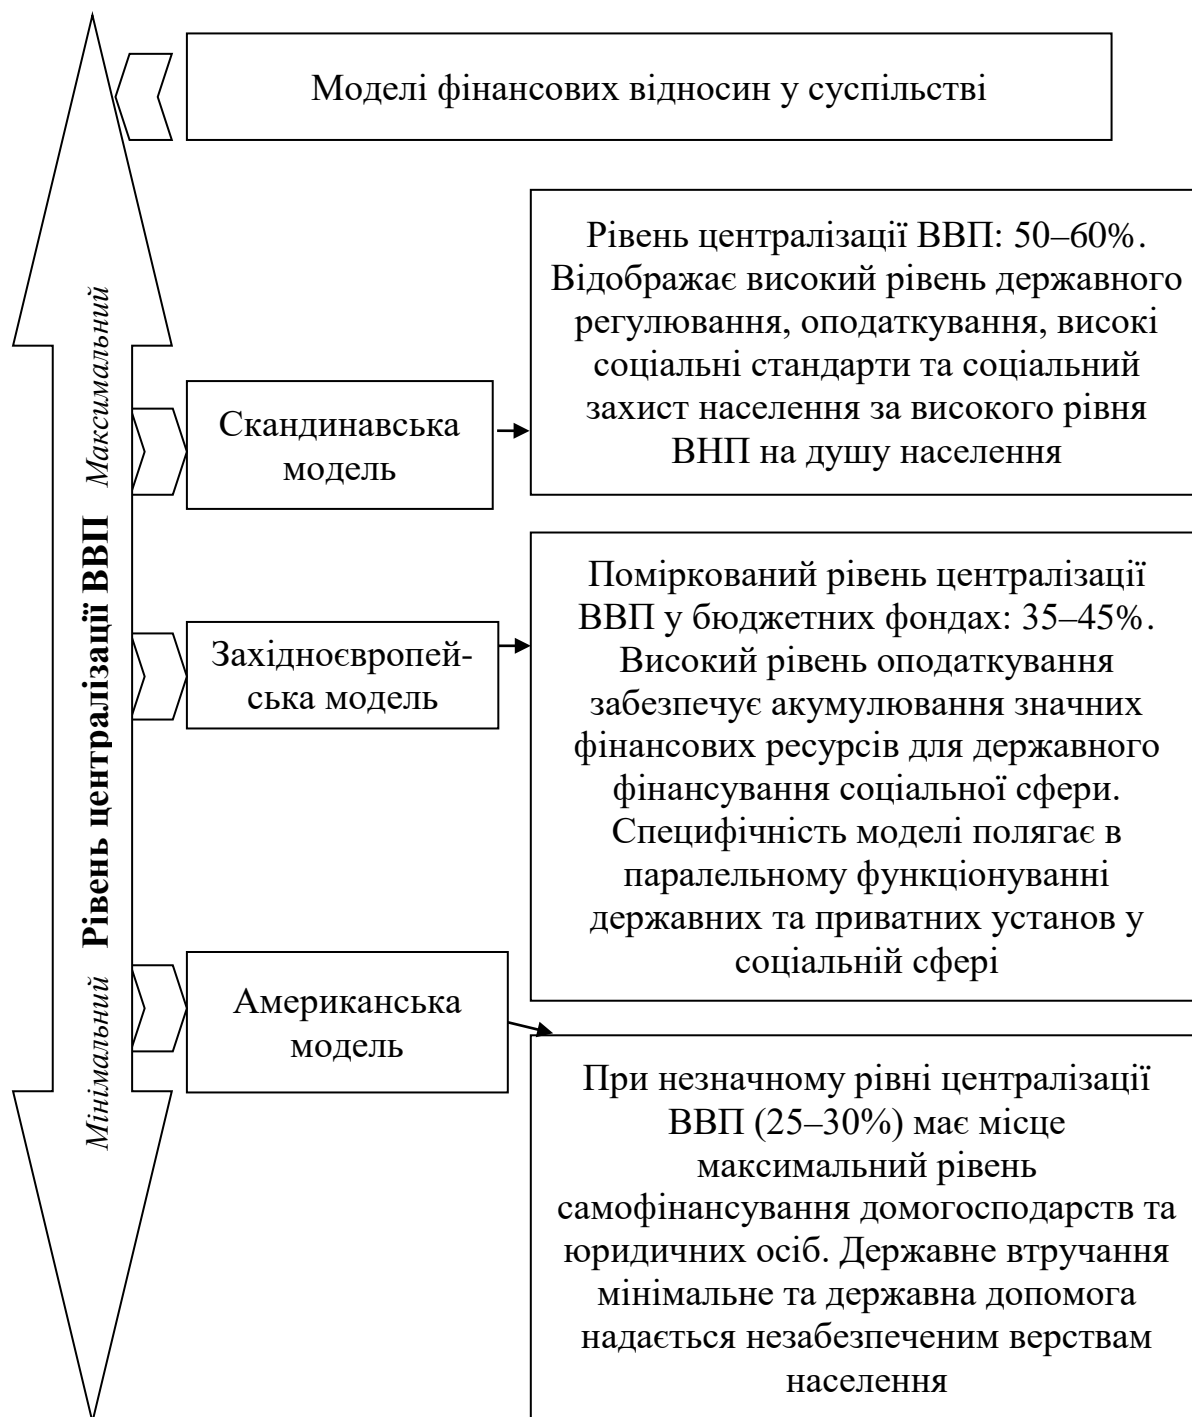 Моделі фінансових відносин у суспільстві
Рівень централізації ВВП: 50–60%.
Відображає високий рівень державного
регулювання, оподаткування, високі
соціальні стандарти та соціальний
захист населення за високого рівня
ВНП на душу населення
Скандинавська
модель
Поміркований рівень централізації
ВВП у бюджетних фондах: 35–45%.
Високий рівень оподаткування
забезпечує акумулювання значних
фінансових ресурсів для державного
фінансування соціальної сфери.
Специфічність моделі полягає в
паралельному функціонуванні
державних та приватних установ у
соціальній сфері
Західноєвропей-
ська модель
Американська
модель
При незначному рівні централізації
ВВП (25–30%) має місце
максимальний рівень
самофінансування домогосподарств та
юридичних осіб. Державне втручання
мінімальне та державна допомога
надається незабезпеченим верствам
населення
Мінімальний Рівень централізації ВВП Максимальний